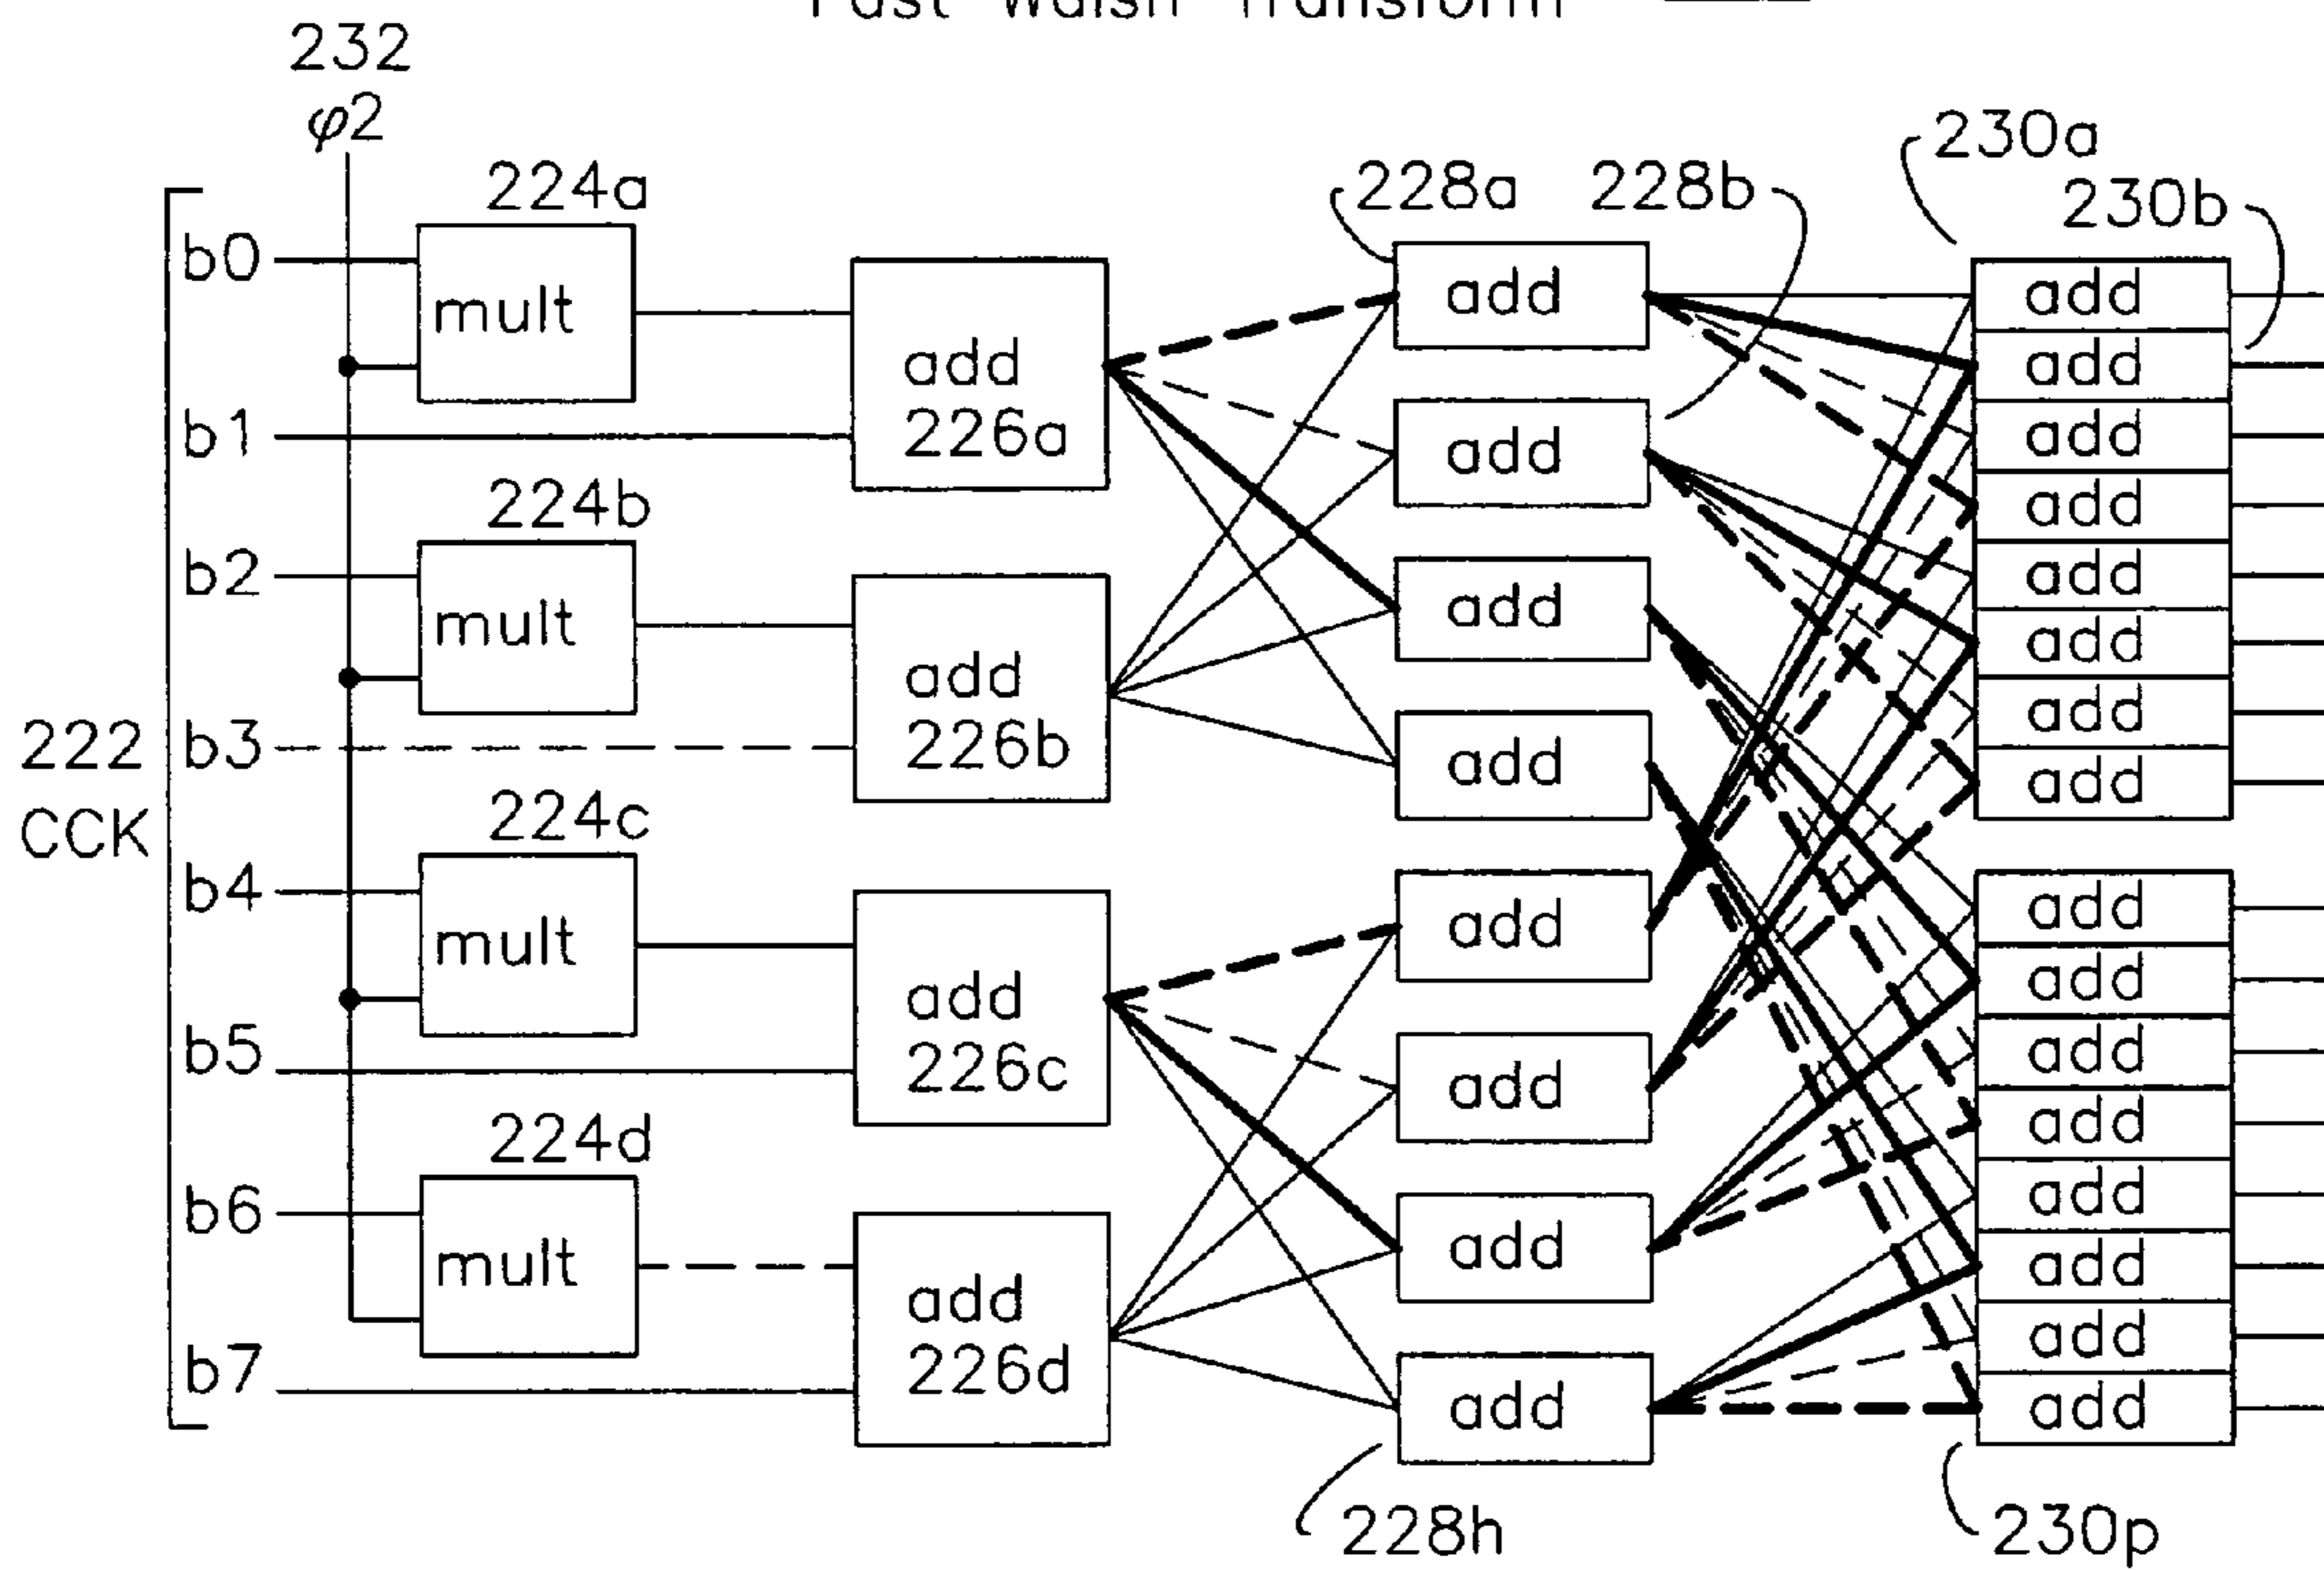 Fast Walsh Transform
232
φ2
230a
224a
228a
228b
230b
b0
mult
add
add
add
226a
add
add
b1
add
add
224b
add
b2
add
add
mult
add
226b
add
add
b3
add
add
222
CCK
224c
b4
mult
add
226c
add
add
add
b5
add
add
224d
add
b6
mult
add
226d
add
add
add
b7
add
add
228h
230p